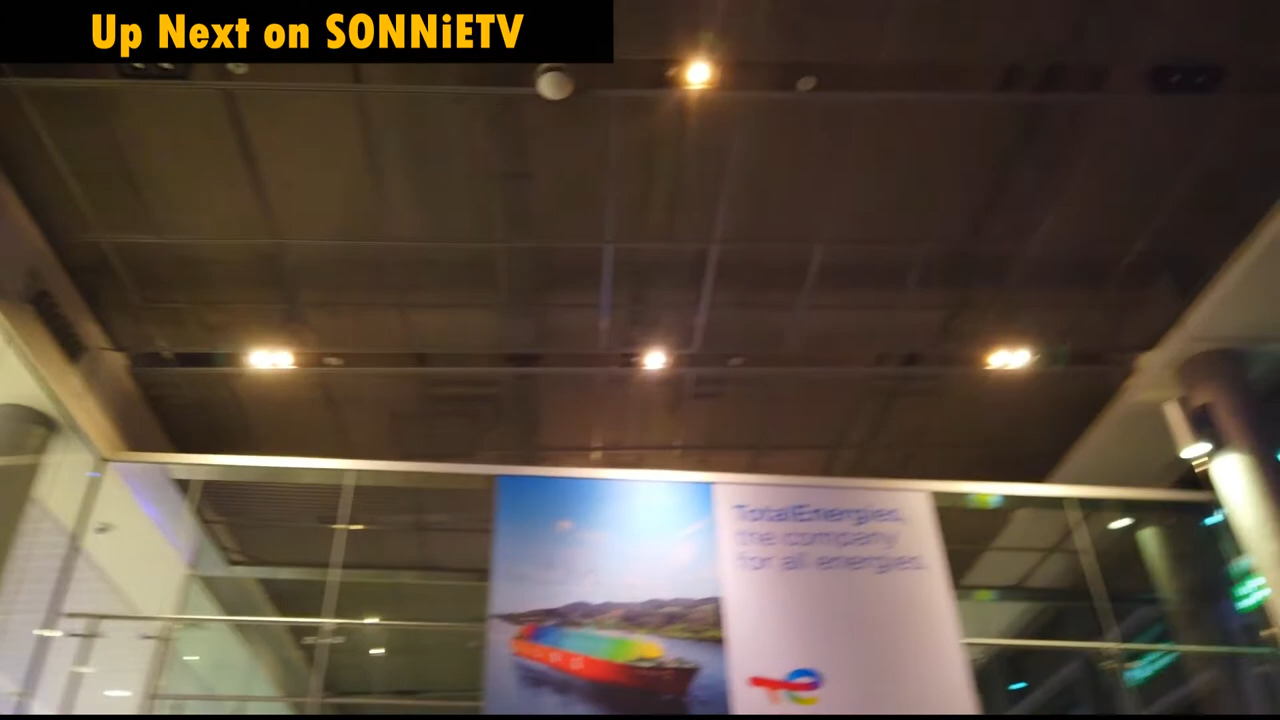 Up Next on SONNiETV
TotalEnergies,
the company
for all energies.